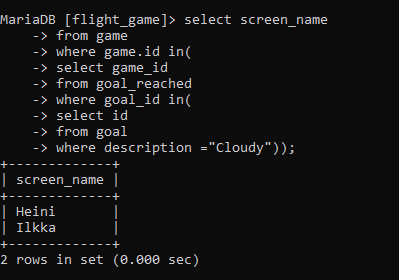 MariaDB [flight_game]> select screen_name
    -> from game
    -> where game.id in(
    -> select game_id
    -> from goal_reached
    -> where goal_id in(
    -> select id
    -> from goal
    -> where description ="Cloudy"));
+-------------+
| screen_name |
+-------------+
| Heini       |
| Ilkka       |
+-------------+
2 rows in set (0.000 sec)